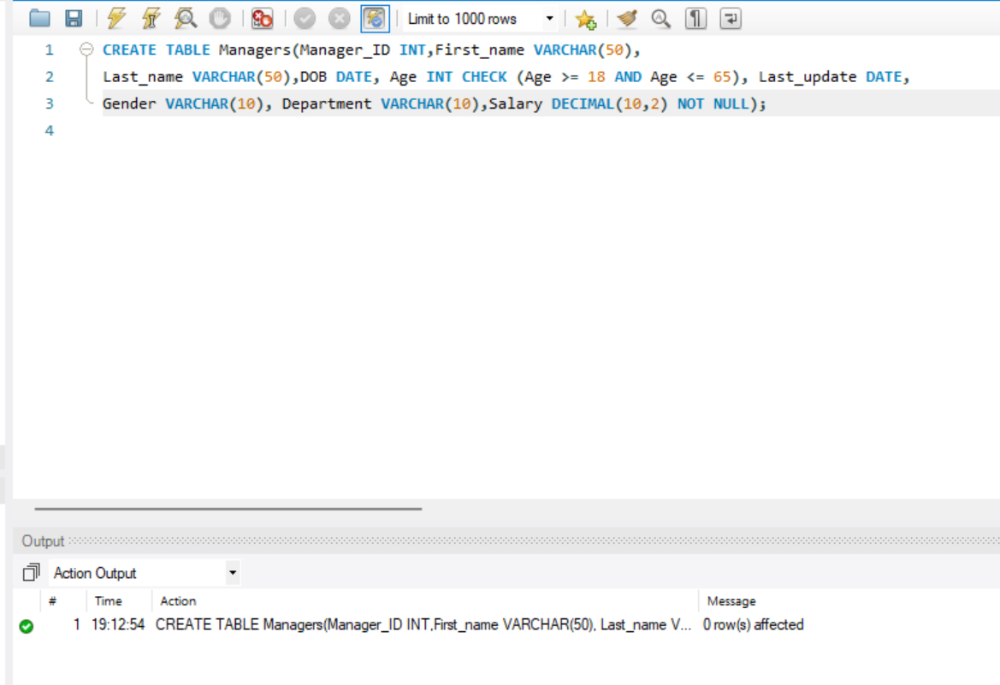 Limit to 1000 rows
1 CREATE TABLE Managers(Manager_ID INT,First_name VARCHAR(50),
2 Last_name VARCHAR(50),DOB DATE, Age INT CHECK (Age >= 18 AND Age <= 65), Last_update DATE,
3 Gender VARCHAR(10), Department VARCHAR(10),Salary DECIMAL(10,2) NOT NULL);
4
Output
Action Output
# Time Action Message
1 19:12:54 CREATE TABLE Managers(Manager_ID INT,First_name VARCHAR(50), Last_name V... 0 row(s) affected